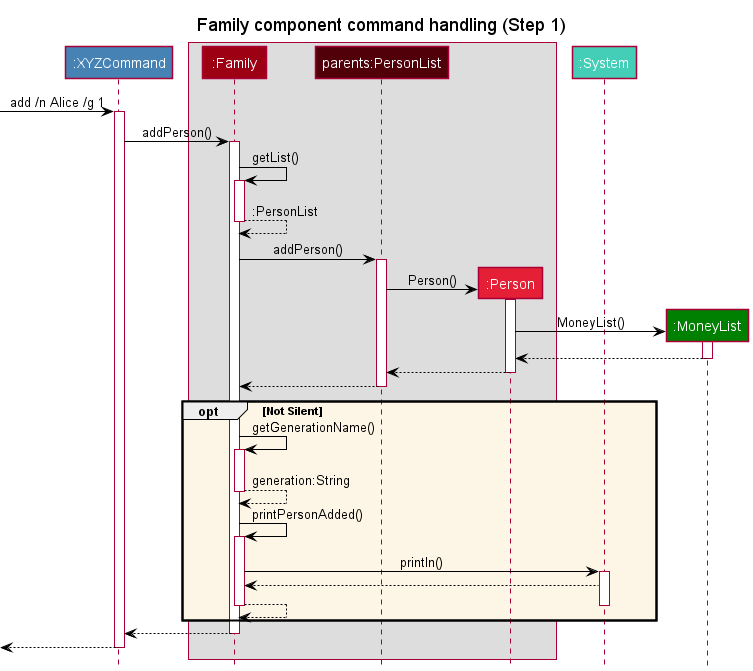 Family component command handling (Step 1)
:XYZCommand
:Family
parents:PersonList
:System
add /n Alice /g 1
addPerson()
getList()
:PersonList
addPerson()
Person()
:Person
MoneyList()
:MoneyList
opt
[Not Silent]
getGenerationName()
generation:String
printPersonAdded()
println()